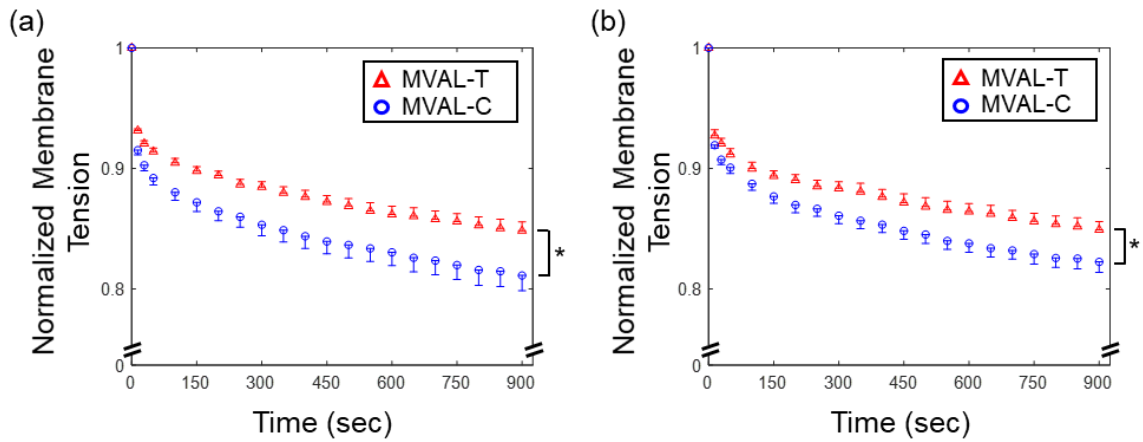 (a)
Normalized Membrane
Tension
1
0.9
0.8
0
MVAL-T
MVAL-C
*
0 150 300 450 600 750 900
Time (sec)
(b)
Normalized Membrane
Tension
1
0.9
0.8
0
MVAL-T
MVAL-C
*
0 150 300 450 600 750 900
Time (sec)